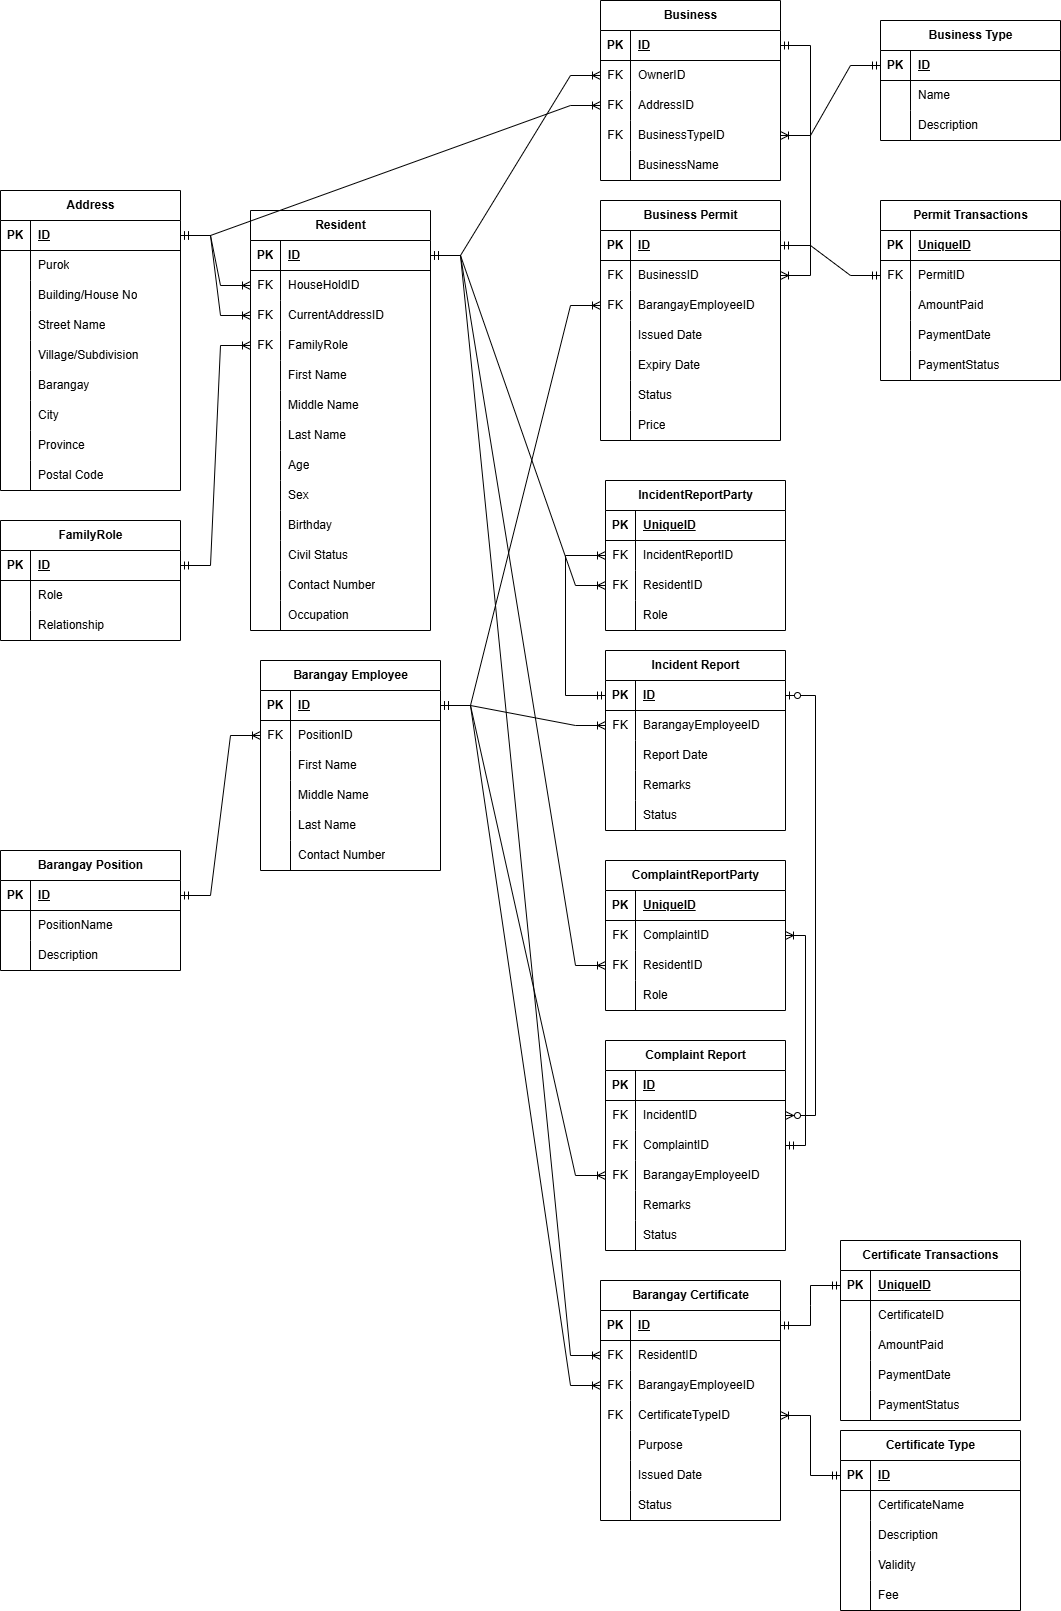 Business
PK ID
FK OwnerID
FK AddressID
FK BusinessTypeID
BusinessName
Business Type
PK ID
Name
Description
Address
PK ID
Purok
Building/House No
Street Name
Village/Subdivision
Barangay
City
Province
Postal Code
Resident
PK ID
FK HouseHoldID
FK CurrentAddressID
FK FamilyRole
First Name
Middle Name
Last Name
Age
Sex
Birthday
Civil Status
Contact Number
Occupation
Business Permit
PK ID
FK BusinessID
FK BarangayEmployeeID
Issued Date
Expiry Date
Status
Price
Permit Transactions
PK UniqueID
FK PermitID
AmountPaid
PaymentDate
PaymentStatus
FamilyRole
PK ID
Role
Relationship
IncidentReportParty
PK UniqueID
FK IncidentReportID
FK ResidentID
Role
Barangay Employee
PK ID
FK PositionID
First Name
Middle Name
Last Name
Contact Number
Incident Report
PK ID
FK BarangayEmployeeID
Report Date
Remarks
Status
Barangay Position
PK ID
PositionName
Description
ComplaintReportParty
PK UniqueID
FK ComplaintID
FK ResidentID
Role
Complaint Report
PK ID
FK IncidentID
FK ComplaintID
FK BarangayEmployeeID
Remarks
Status
Barangay Certificate
PK ID
FK ResidentID
FK BarangayEmployeeID
FK CertificateTypeID
Purpose
Issued Date
Status
Certificate Transactions
PK UniqueID
CertificateID
AmountPaid
PaymentDate
PaymentStatus
Certificate Type
PK ID
CertificateName
Description
Validity
Fee